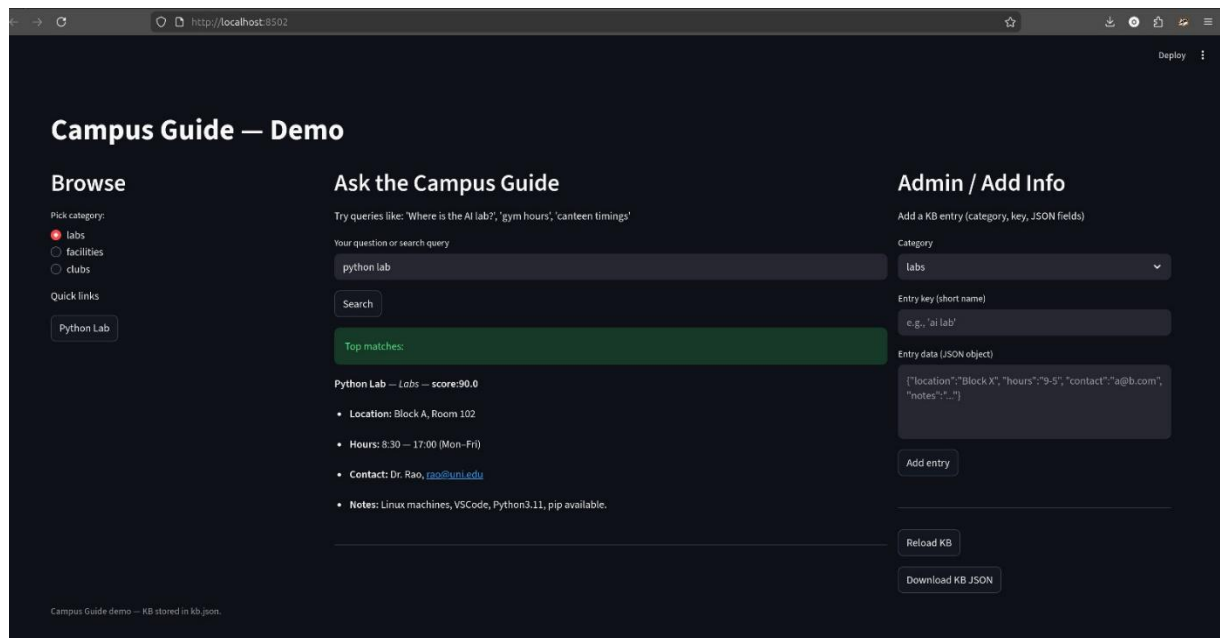 http://localhost:8502
Deploy
Campus Guide — Demo
Browse
Pick category:
labs
facilities
clubs
Quick links
Python Lab
Ask the Campus Guide
Try queries like: 'Where is the AI lab?', 'gym hours', 'canteen timings'
Your question or search query
python lab
Search
Top matches:
Python Lab — Labs — score:90.0
• Location: Block A, Room 102
• Hours: 8:30 — 17:00 (Mon–Fri)
• Contact: Dr. Rao, rao@uni.edu
• Notes: Linux machines, VSCode, Python3.11, pip available.
Admin / Add Info
Add a KB entry (category, key, JSON fields)
Category
labs
Entry key (short name)
e.g., 'ai lab'
Entry data (JSON object)
{"location":"Block X", "hours":"9-5", "contact":"a@b.com",
"notes":"..."}
Add entry
Reload KB
Download KB JSON
Campus Guide demo — KB stored in kb.json.